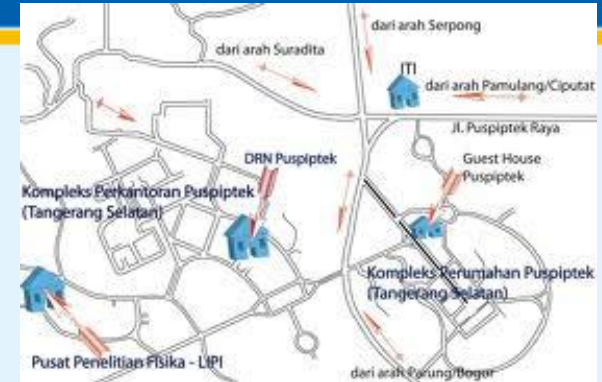 dari arah Serpong
dari arah Suradita
ITI
dari arah Pamulang/Ciputat
Jl. Puspiptek Raya
DRN Puspiptek
Guest House
Puspiptek
Kompleks Perkantoran Puspiptek
(Tangerang Selatan)
Kompleks Perumahan Puspiptek
(Tangerang Selatan)
Pusat Penelitian Fisika - LIPI
dari arah Parung/Bogor